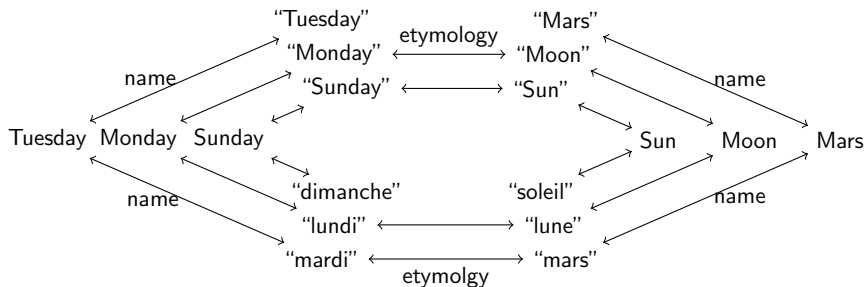 “Tuesday” “Mars”
etymology
“Monday” “Moon”
name name
“Sunday” “Sun”
Tuesday Monday Sunday Sun Moon Mars
“dimanche” “soleil”
name name
“lundi” “lune”
“mardi” “mars”
etymolgy